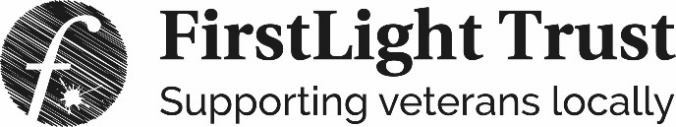 f
FirstLight Trust
Supporting veterans locally